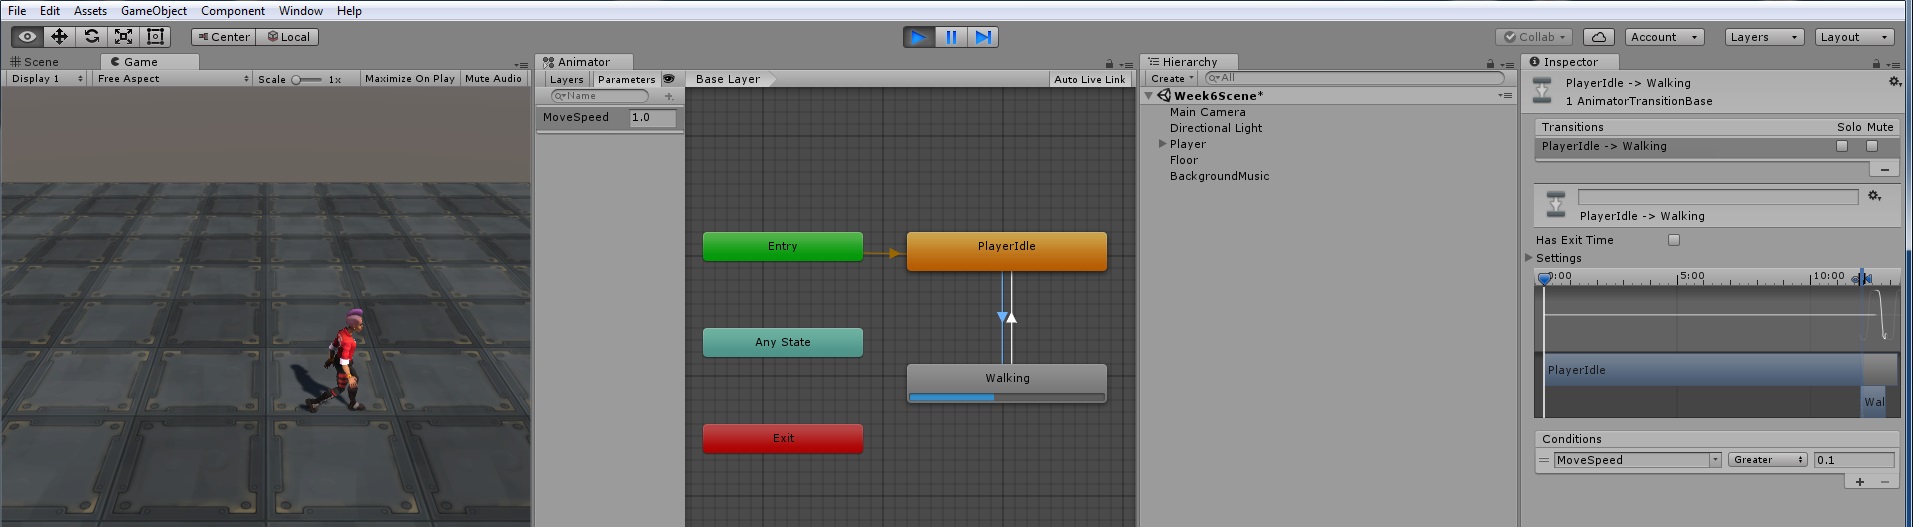 File Edit Assets GameObject Component Window Help
Center Local
Collab Account Layers Layout
Scene Game
Display 1 Free Aspect Scale 1x Maximize On Play Mute Audio
Animator
Layers Parameters
Name
MoveSpeed 1.0
Base Layer Auto Live Link
Entry
PlayerIdle
Any State
Walking
Exit
Hierarchy
Create All
Week6Scene*
Main Camera
Directional Light
Player
Floor
BackgroundMusic
Inspector
PlayerIdle -> Walking
1 AnimatorTransitionBase
Transitions Solo Mute
PlayerIdle -> Walking
PlayerIdle -> Walking
Has Exit Time
Settings
0:00 5:00 10:00
PlayerIdle
Wal
Conditions
MoveSpeed Greater 0.1